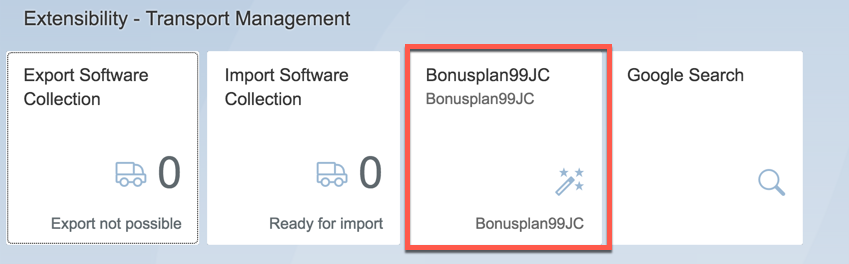 Extensibility - Transport Management
Export Software
Collection
0
Export not possible
Import Software
Collection
0
Ready for import
Bonusplan99JC
Bonusplan99JC
Bonusplan99JC
Google Search